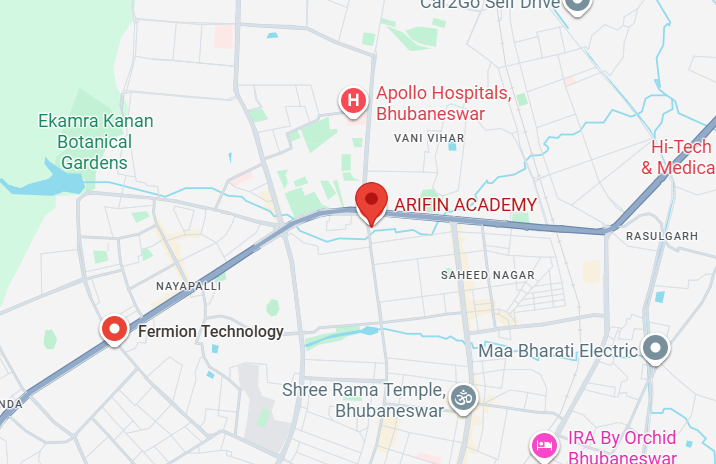 Car2Go Self Drive
Apollo Hospitals,
Bhubaneswar
H
Ekamra Kanan
Botanical
Gardens
VANI VIHAR
Hi-Tech
& Medica
ARIFIN ACADEMY
RASULGARH
SAHEED NAGAR
NAYAPALLI
Fermion Technology
Maa Bharati Electric
Shree Rama Temple,
Bhubaneswar
ॐ
NDA
IRA By Orchid
Bhubaneswar